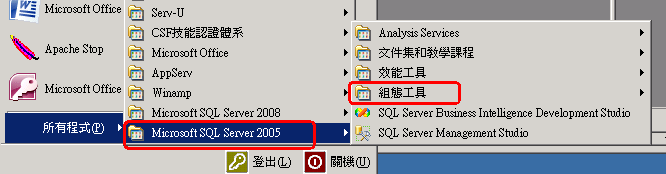 Microsoft Office
Apache Stop
Microsoft Office
所有程式(P)
Serv-U
CSF技能認證體系
Microsoft Office
AppServ
Winamp
Microsoft SQL Server 2008
Microsoft SQL Server 2005
Analysis Services
文件集和教學課程
效能工具
組態工具
SQL Server Business Intelligence Development Studio
SQL Server Management Studio
登出(L)
關機(U)